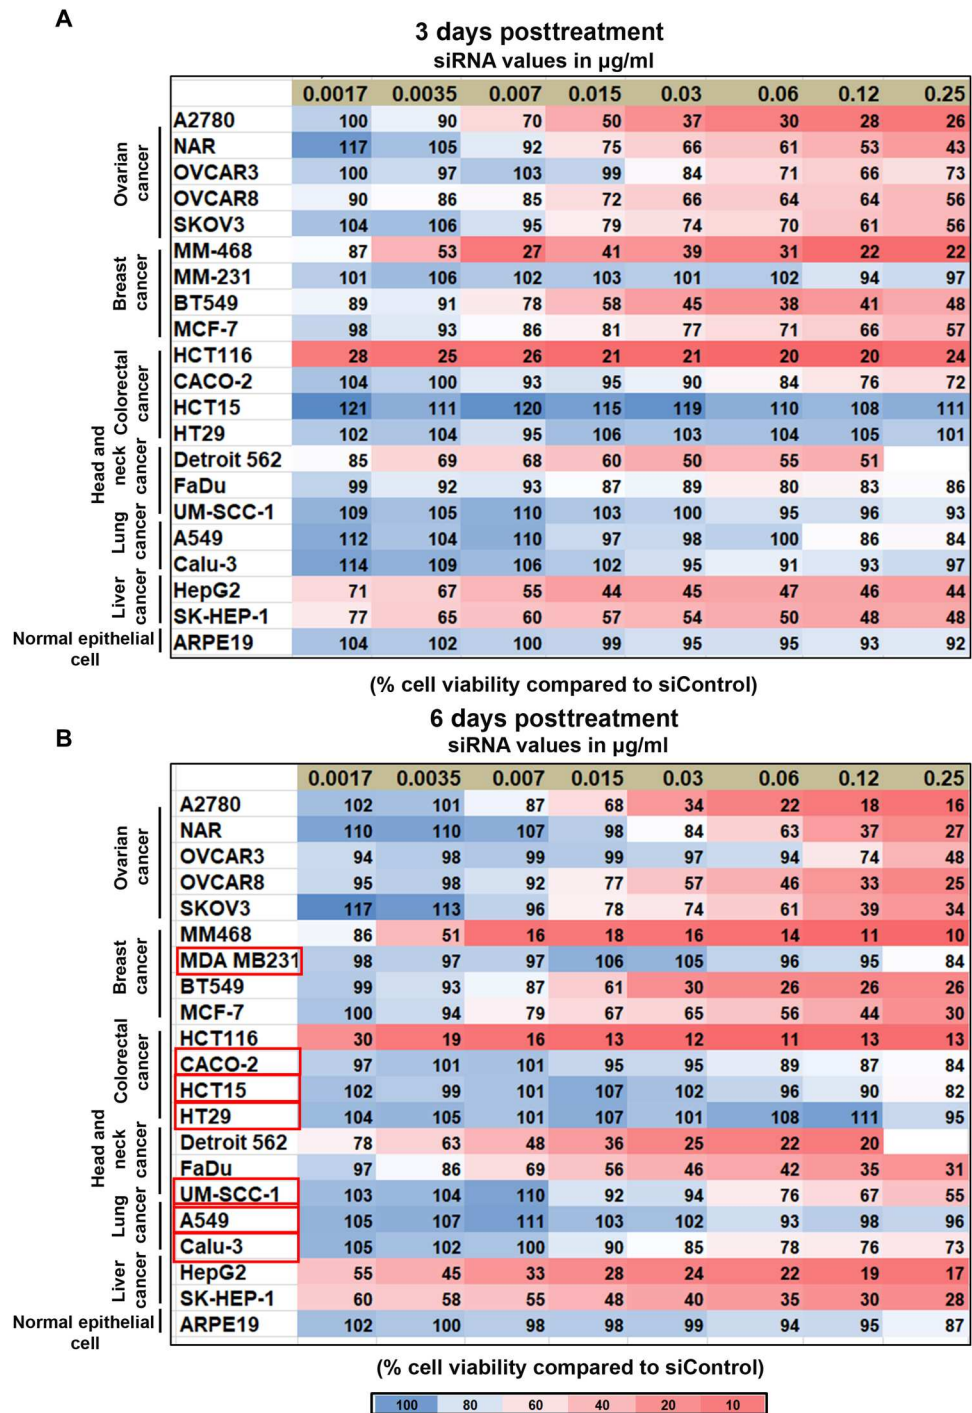 A
3 days posttreatment
siRNA values in µg/ml
0.0017 0.0035 0.007 0.015 0.03 0.06 0.12 0.25
Ovarian cancer
A2780 100 90 70 50 37 30 28 26
NAR 117 105 92 75 66 61 53 43
OVCAR3 100 97 103 99 84 71 66 73
OVCAR8 90 86 85 72 66 64 64 56
SKOV3 104 106 95 79 74 70 61 56
Breast cancer
MM-468 87 53 27 41 39 31 22 22
MM-231 101 106 102 103 101 102 94 97
BT549 89 91 78 58 45 38 41 48
MCF-7 98 93 86 81 77 71 66 57
Colorectal cancer
HCT116 28 25 26 21 21 20 20 24
CACO-2 104 100 93 95 90 84 76 72
HCT15 121 111 120 115 119 110 108 111
HT29 102 104 95 106 103 104 105 101
Head and neck cancer
Detroit 562 85 69 68 60 50 55 51
FaDu 99 92 93 87 89 80 83 86
UM-SCC-1 109 105 110 103 100 95 96 93
Lung cancer
A549 112 104 110 97 98 100 86 84
Calu-3 114 109 106 102 95 91 93 97
Liver cancer
HepG2 71 67 55 44 45 47 46 44
SK-HEP-1 77 65 60 57 54 50 48 48
Normal epithelial cell
ARPE19 104 102 100 99 95 95 93 92
(% cell viability compared to siControl)
B
6 days posttreatment
siRNA values in µg/ml
0.0017 0.0035 0.007 0.015 0.03 0.06 0.12 0.25
Ovarian cancer
A2780 102 101 87 68 34 22 18 16
NAR 110 110 107 98 84 63 37 27
OVCAR3 94 98 99 99 97 94 74 48
OVCAR8 95 98 92 77 57 46 33 25
SKOV3 117 113 96 78 74 61 39 34
Breast cancer
MM468 86 51 16 18 16 14 11 10
MDA MB231 98 97 97 106 105 96 95 84
BT549 99 93 87 61 30 26 26 26
MCF-7 100 94 79 67 65 56 44 30
Colorectal cancer
HCT116 30 19 16 13 12 11 13 13
CACO-2 97 101 101 95 95 89 87 84
HCT15 102 99 101 107 102 96 90 82
HT29 104 105 101 107 101 108 111 95
Head and neck cancer
Detroit 562 78 63 48 36 25 22 20
FaDu 97 86 69 56 46 42 35 31
UM-SCC-1 103 104 110 92 94 76 67 55
Lung cancer
A549 105 107 111 103 102 93 98 96
Calu-3 105 102 100 90 85 78 76 73
Liver cancer
HepG2 55 45 33 28 24 22 19 17
SK-HEP-1 60 58 55 48 40 35 30 28
Normal epithelial cell
ARPE19 102 100 98 98 99 94 95 87
(% cell viability compared to siControl)
100 80 60 40 20 10